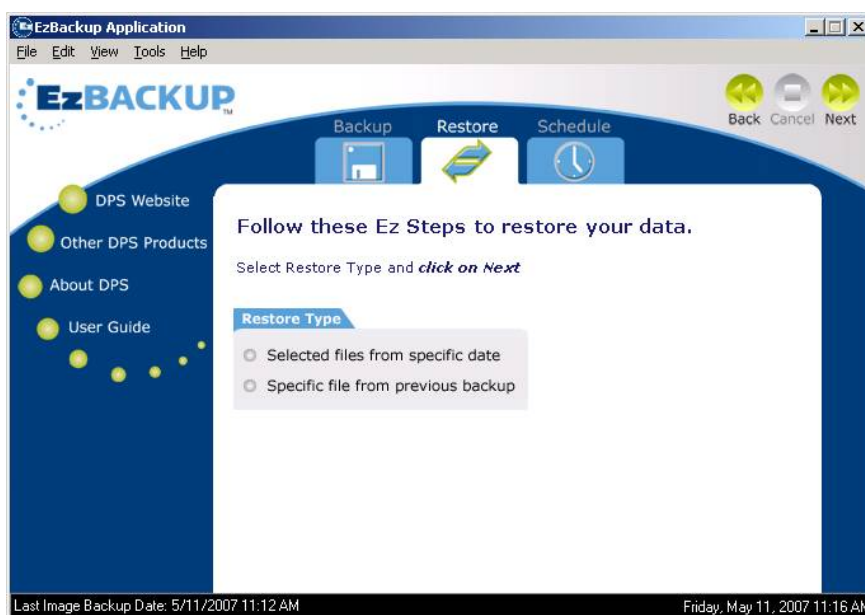 EzBackup Application
File Edit View Tools Help
EzBACKUP TM
Back Cancel Next
Backup Restore Schedule
DPS Website
Other DPS Products
About DPS
User Guide
Follow these Ez Steps to restore your data.
Select Restore Type and click on Next
Restore Type
Selected files from specific date
Specific file from previous backup
Last Image Backup Date: 5/11/2007 11:12 AM
Friday, May 11, 2007 11:16 AM